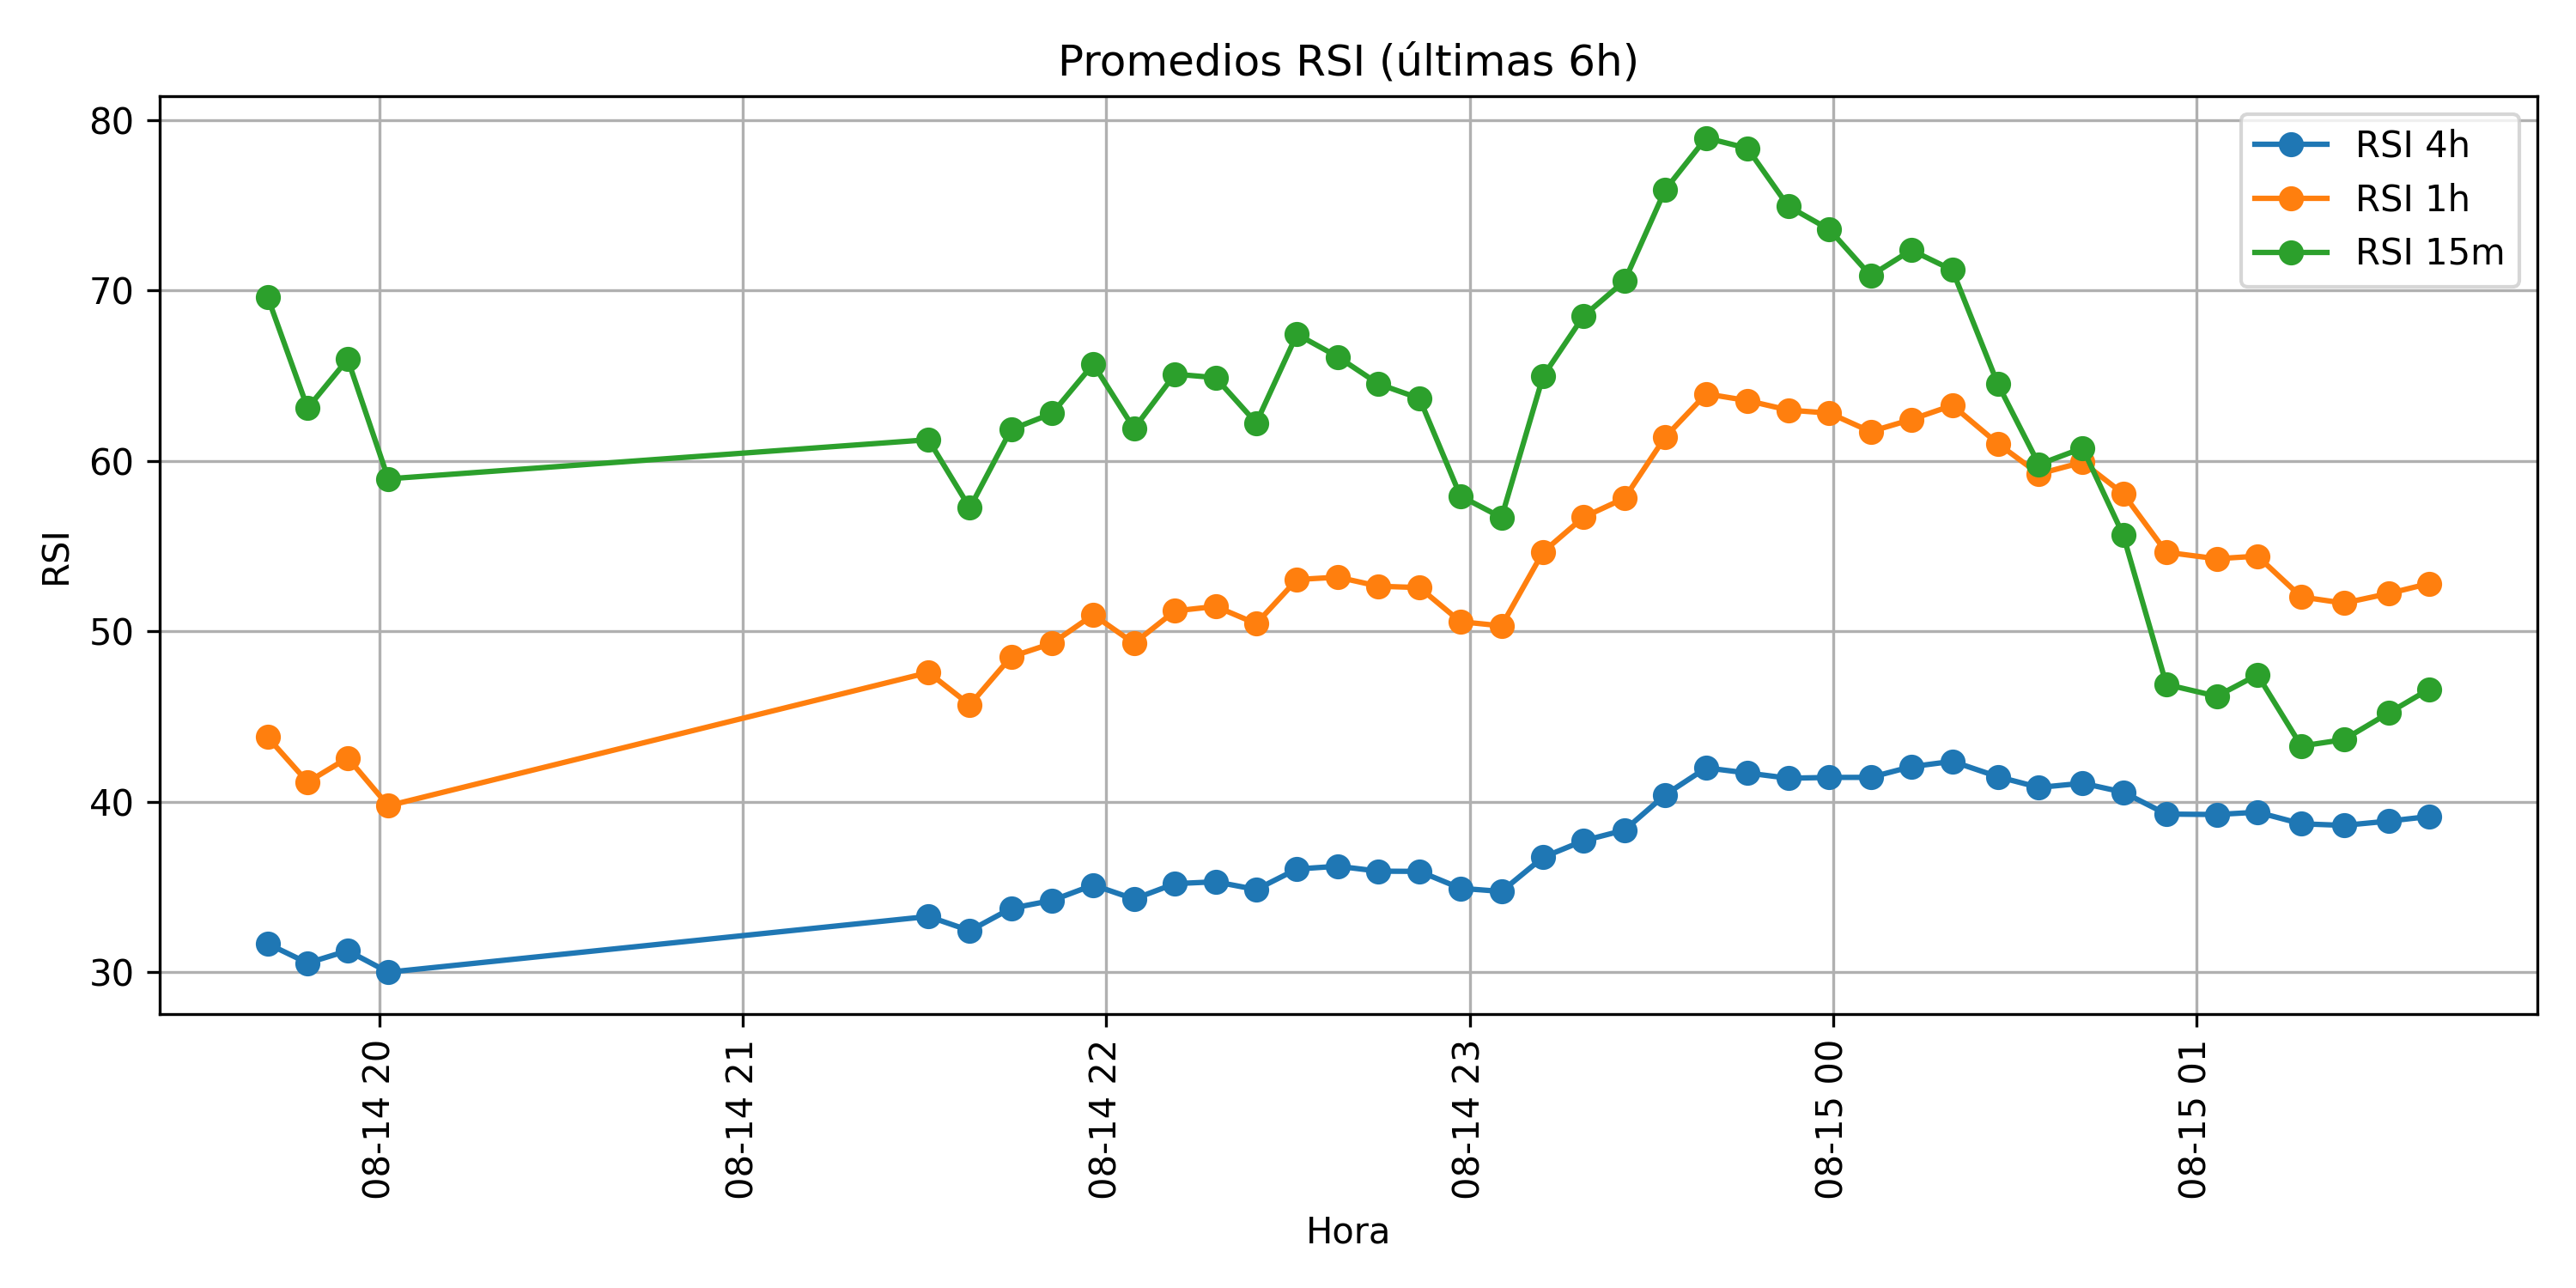 Promedios RSI (últimas 6h)
RSI 4h
RSI 1h
RSI 15m
RSI
80
70
60
50
40
30
08-14 20
08-14 21
08-14 22
08-14 23
08-15 00
08-15 01
Hora